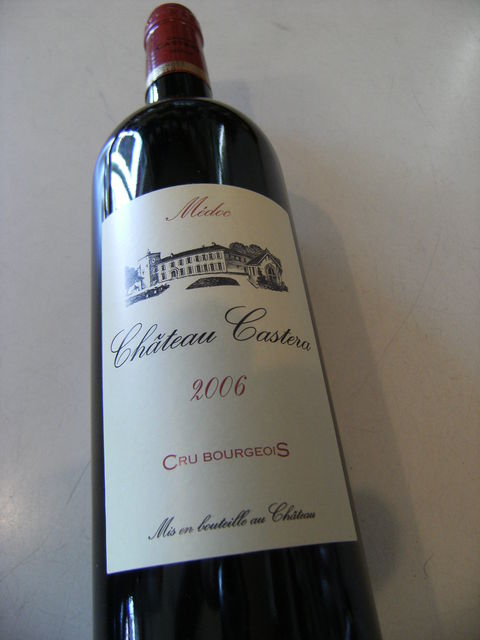 Médoc
Château Castera
2006
CRU BOURGEOIS
Mis en bouteille au Château